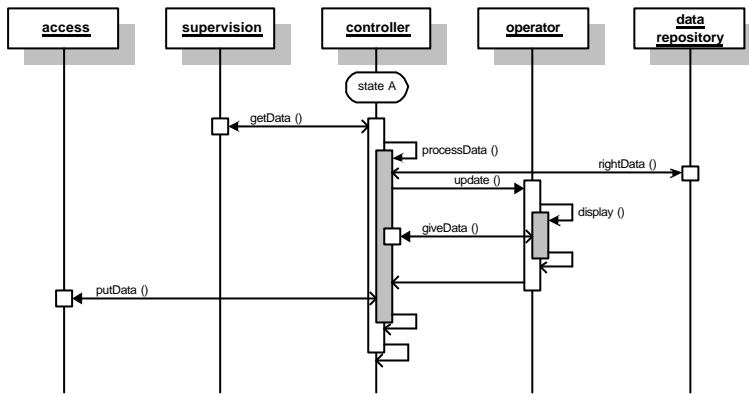 access
supervision
controller
operator
data
repository
state A
getData ()
processData ()
rightData ()
update ()
display ()
giveData ()
putData ()